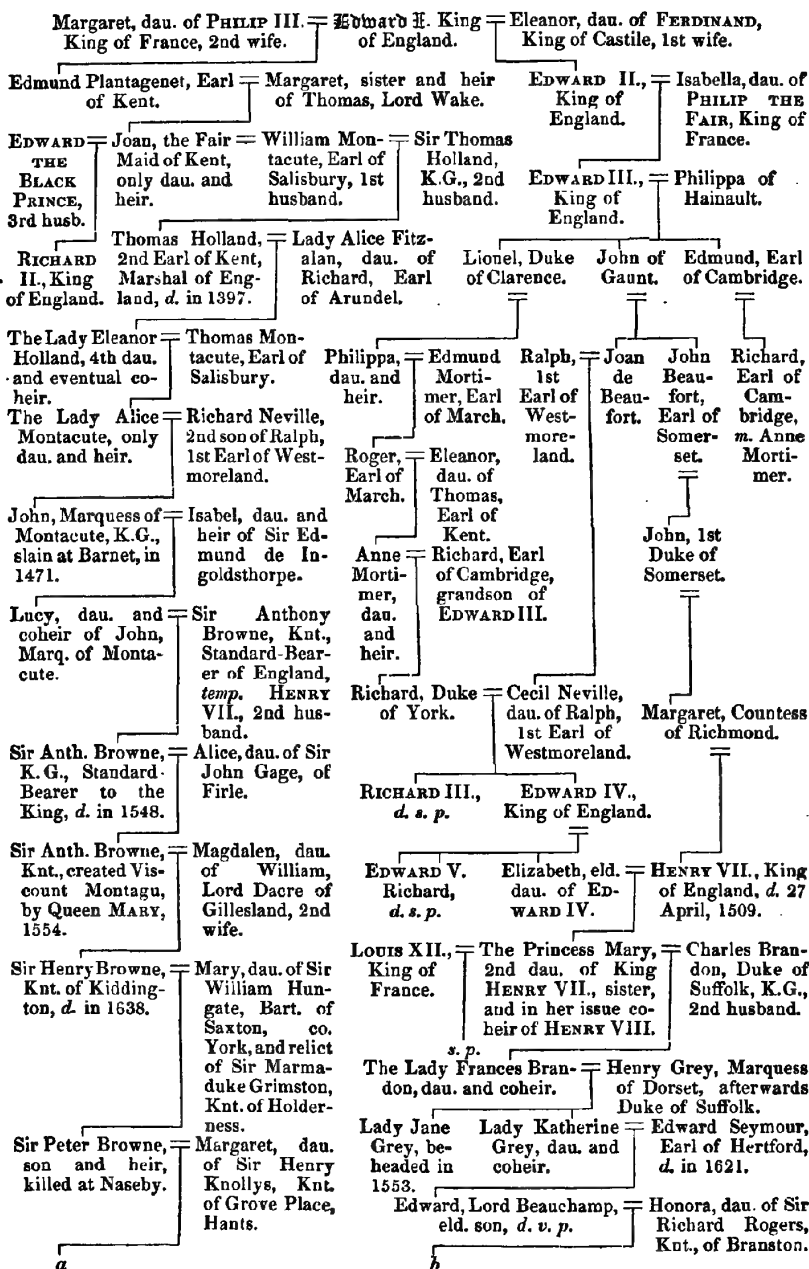 Margaret, dau. of PHILIP III. Edward I. King Eleanor, dau. of FERDINAND,
King of France, 2nd wife. of England. King of Castile, 1st wife.
Edmund Plantagenet, Earl
of Kent.
Margaret, sister and heir
of Thomas, Lord Wake.
EDWARD II.,
King of
England.
Isabella, dau. of
PHILIP THE
FAIR, King of
France.
EDWARD
THE
BLACK
PRINCE,
3rd husb.
Joan, the Fair
Maid of Kent,
only dau. and
heir.
William Mon-
tacute, Earl of
Salisbury, 1st
husband.
Sir Thomas
Holland,
K.G., 2nd
husband.
EDWARD III.,
King of
England.
Philippa of
Hainault.
RICHARD
II., King
of England.
Thomas Holland,
2nd Earl of Kent,
Marshal of Eng-
land, d. in 1397.
Lady Alice Fitz-
alan, dau. of
Richard, Earl
of Arundel.
Lionel, Duke
of Clarence.
John of
Gaunt.
Edmund, Earl
of Cambridge.
The Lady Eleanor
Holland, 4th dau.
and eventual co-
heir.
Thomas Mon-
tacute, Earl of
Salisbury.
Philippa,
dau. and
heir.
Edmund
Morti-
mer, Earl
of March.
Ralph,
1st
Earl of
West-
more-
land.
Joan
de
Beau-
fort.
John
Beau-
fort,
Earl of
Somer-
set.
Richard,
Earl of
Cam-
bridge,
m. Anne
Morti-
mer.
The Lady Alice
Montacute, only
dau. and heir.
Richard Neville,
2nd son of Ralph,
1st Earl of West-
moreland.
Roger,
Earl of
March.
Eleanor,
dau. of
Thomas,
Earl of
Kent.
John, Marquess of
Montacute, K.G.,
slain at Barnet, in
1471.
Isabel, dau. and
heir of Sir Ed-
mund de In-
goldsthorpe.
Anne
Morti-
mer,
dau.
and
heir.
Richard, Earl
of Cambridge,
grandson of
EDWARD III.
John, 1st
Duke of
Somerset.
Lucy, dau. and
coheir of John,
Marq. of Monta-
cute.
Sir Anthony
Browne, Knt.,
Standard-Bear-
er of England,
temp. HENRY
VII., 2nd hus-
band.
Richard, Duke
of York.
Cecil Neville,
dau. of Ralph,
1st Earl of
Westmoreland.
Margaret, Countess
of Richmond.
Sir Anth. Browne,
K.G., Standard-
Bearer to the
King, d. in 1548.
Alice, dau. of Sir
John Gage, of
Firle.
RICHARD III.,
d. s. p.
EDWARD IV.,
King of England.
Sir Anth. Browne,
Knt., created Vis-
count Montagu,
by Queen MARY,
1554.
Magdalen, dau.
of William,
Lord Dacre of
Gillesland, 2nd
wife.
EDWARD V.
Richard,
d. s. p.
Elizabeth, eld.
dau. of ED-
WARD IV.
HENRY VII., King
of England, d. 27
April, 1509.
Sir Henry Browne,
Knt. of Kidding-
ton, d. in 1638.
Mary, dau. of Sir
William Hun-
gate, Bart. of
Saxton, co.
York, and relict
of Sir Marma-
duke Grimston,
Knt. of Holder-
ness.
LOUIS XII.,
King of
France.
s. p.
The Princess Mary,
2nd dau. of King
HENRY VII., sister,
and in her issue co-
heir of HENRY VIII.
Charles Bran-
don, Duke of
Suffolk, K.G.,
2nd husband.
The Lady Frances Bran-
don, dau. and coheir.
Henry Grey, Marquess
of Dorset, afterwards
Duke of Suffolk.
Sir Peter Browne,
son and heir,
killed at Naseby.
Margaret, dau.
of Sir Henry
Knollys, Knt.
of Grove Place,
Hants.
Lady Jane
Grey, be-
headed in
1553.
Lady Katherine
Grey, dau. and
coheir.
Edward Seymour,
Earl of Hertford,
d. in 1621.
Edward, Lord Beauchamp,
eld. son, d. v. p.
Honora, dau. of Sir
Richard Rogers,
Knt., of Branston.
a
b